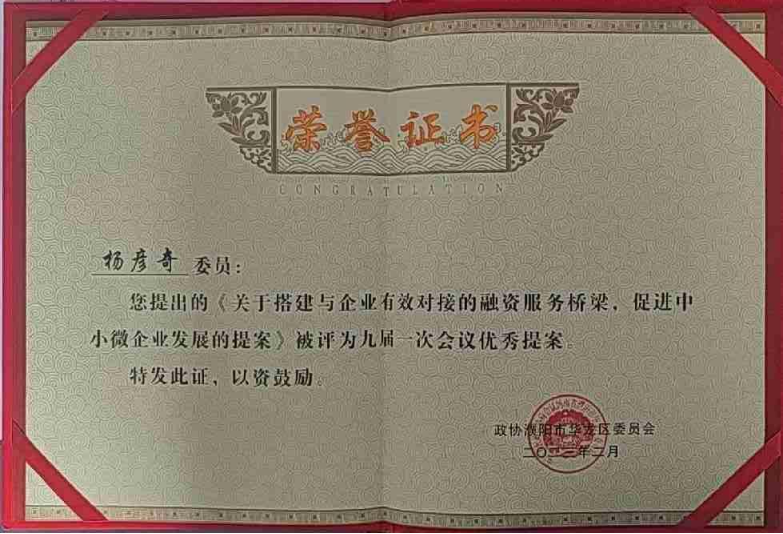 荣誉证书
CONGRATULATION
杨彦奇 委员：
您提出的《关于搭建与企业有效对接的融资服务桥梁，促进中
小微企业发展的提案》被评为九届一次会议优秀提案。
特发此证，以资鼓励。
政协濮阳市华龙区委员会
年二月